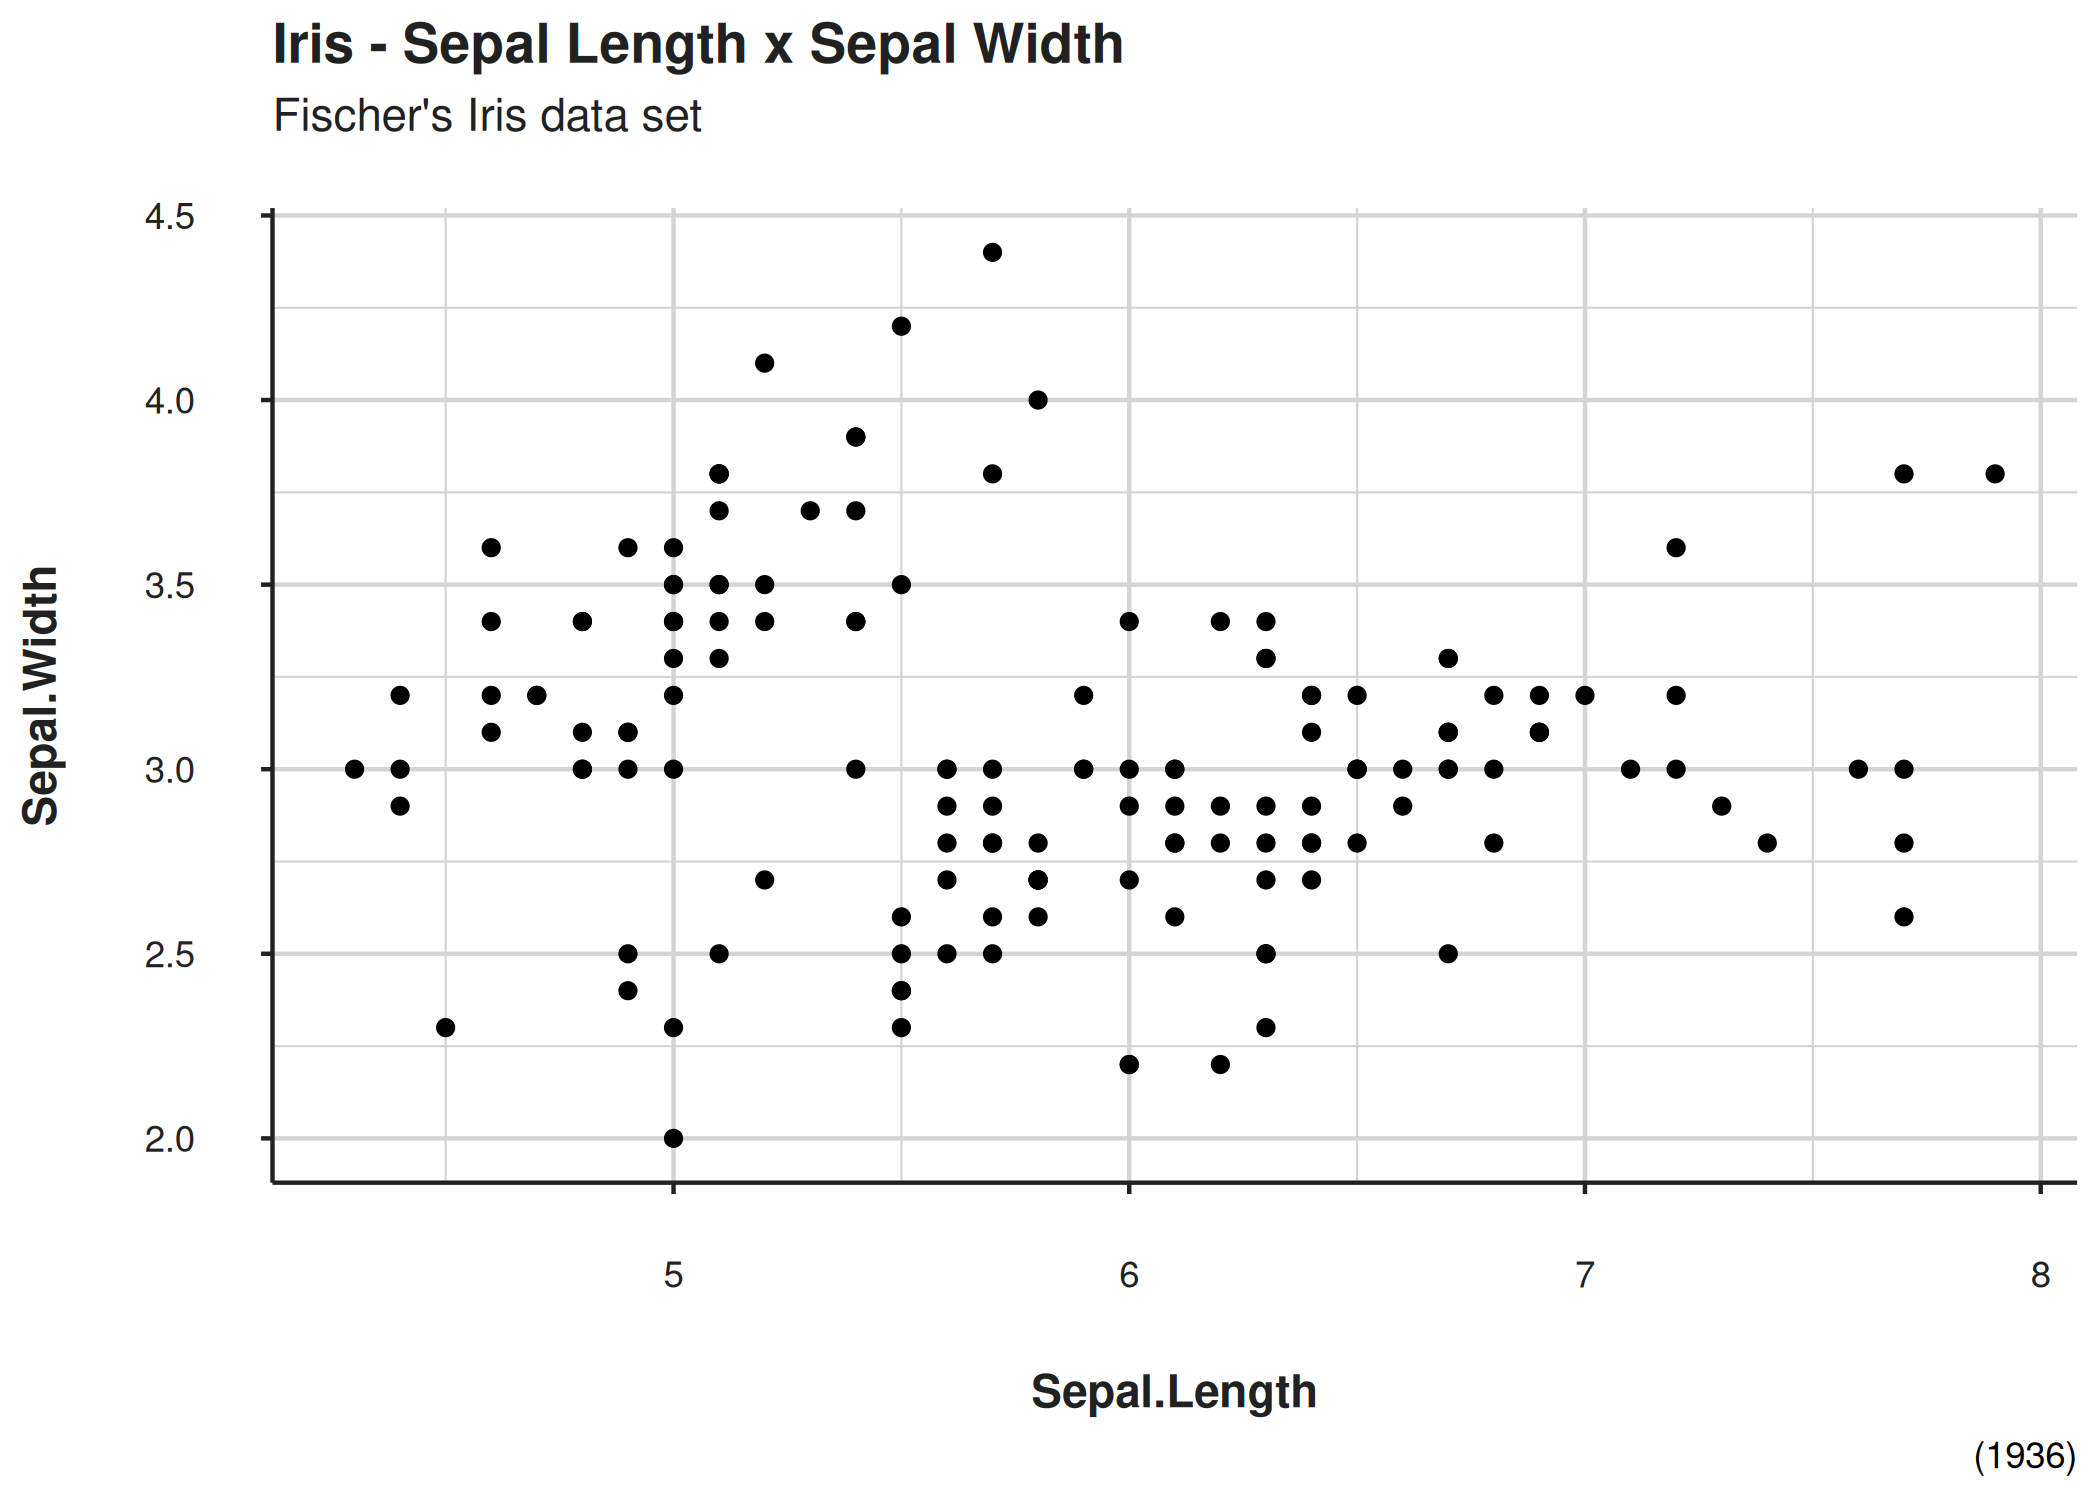 Iris - Sepal Length x Sepal Width
Fischer's Iris data set
4.5
4.0
3.5
3.0
2.5
2.0
Sepal.Width
5 6 7 8
Sepal.Length
(1936)